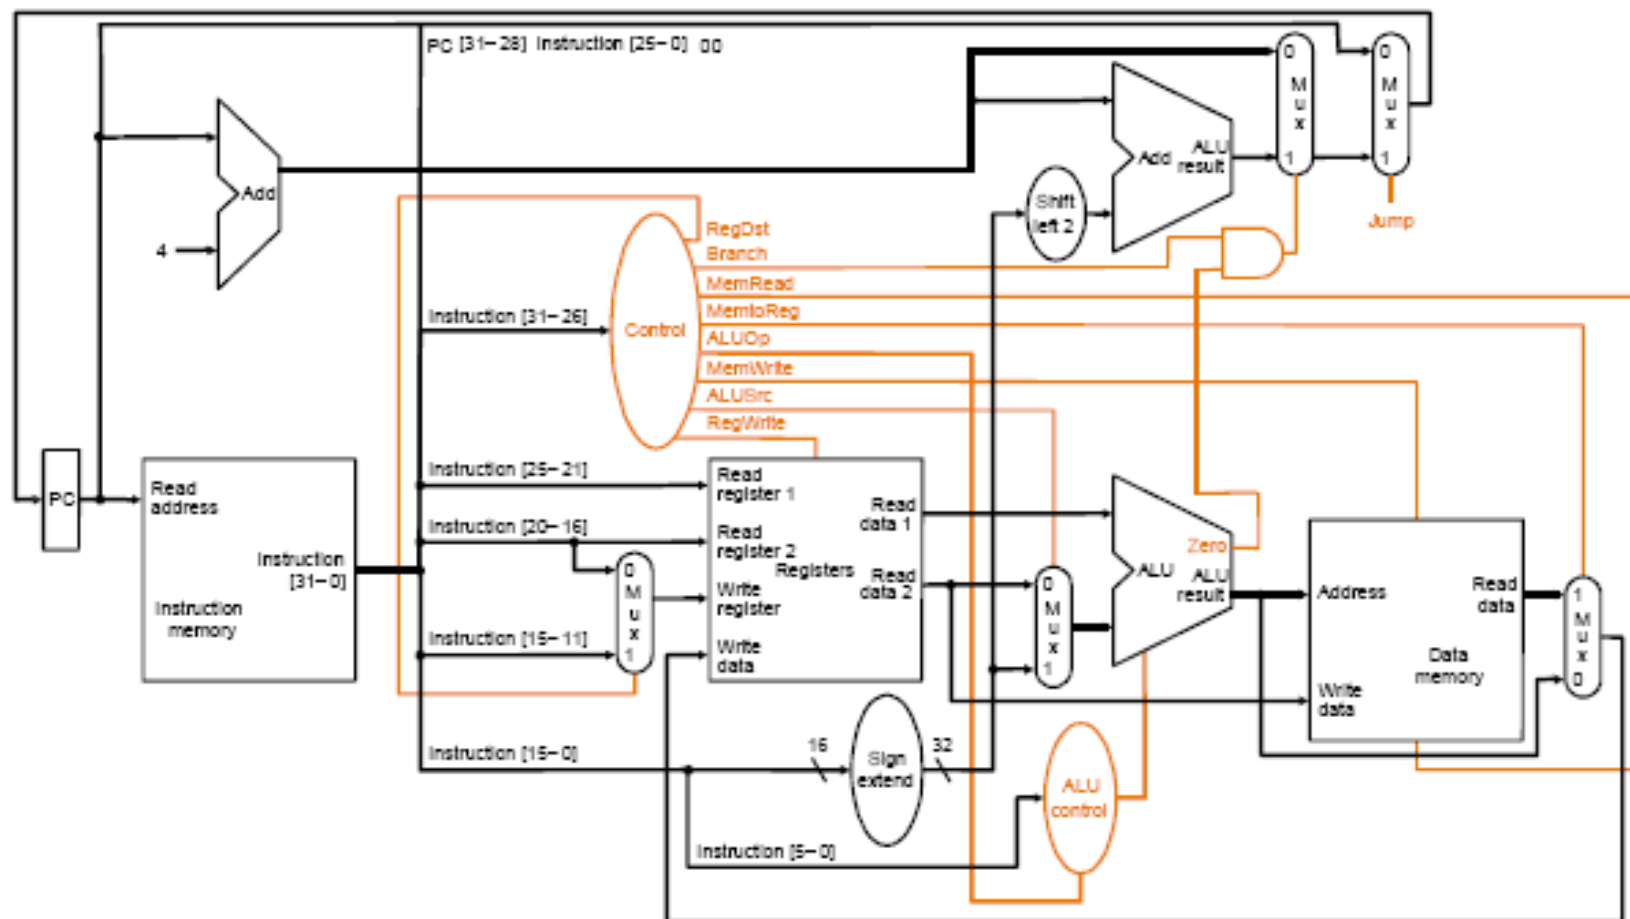 PC [31–28] Instruction [25–0] 00
0
M
u
x
1
0
M
u
x
1
Add
ALU
result
Add
4
Shift
left 2
Jump
RegDst
Branch
MemRead
MemtoReg
ALUOp
MemWrite
ALUSrc
RegWrite
Instruction [31–26]
Control
PC
Read
address
Instruction
[31–0]
Instruction
memory
Instruction [25–21]
Instruction [20–16]
Instruction [15–11]
0
M
u
x
1
Read
register 1
Read
register 2
Write
register
Write
data
Registers
Read
data 1
Read
data 2
0
M
u
x
1
Zero
ALU
ALU
result
Address
Read
data
Data
memory
Write
data
1
M
u
x
0
Instruction [15–0]
16
Sign
extend
32
ALU
control
Instruction [5–0]